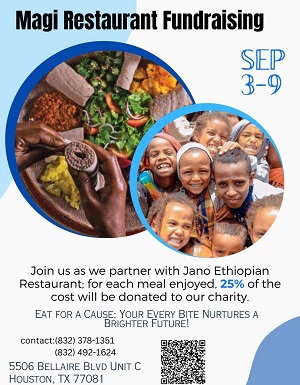 Magi Restaurant Fundraising
SEP
3-9
Join us as we partner with Jano Ethiopian
Restaurant; for each meal enjoyed, 25% of the
cost will be donated to our charity.
Eat for a Cause: Your Every Bite Nurtures a
Brighter Future!
contact:(832) 378-1351
(832) 492-1624
5506 Bellaire Blvd Unit C
Houston, TX 77081